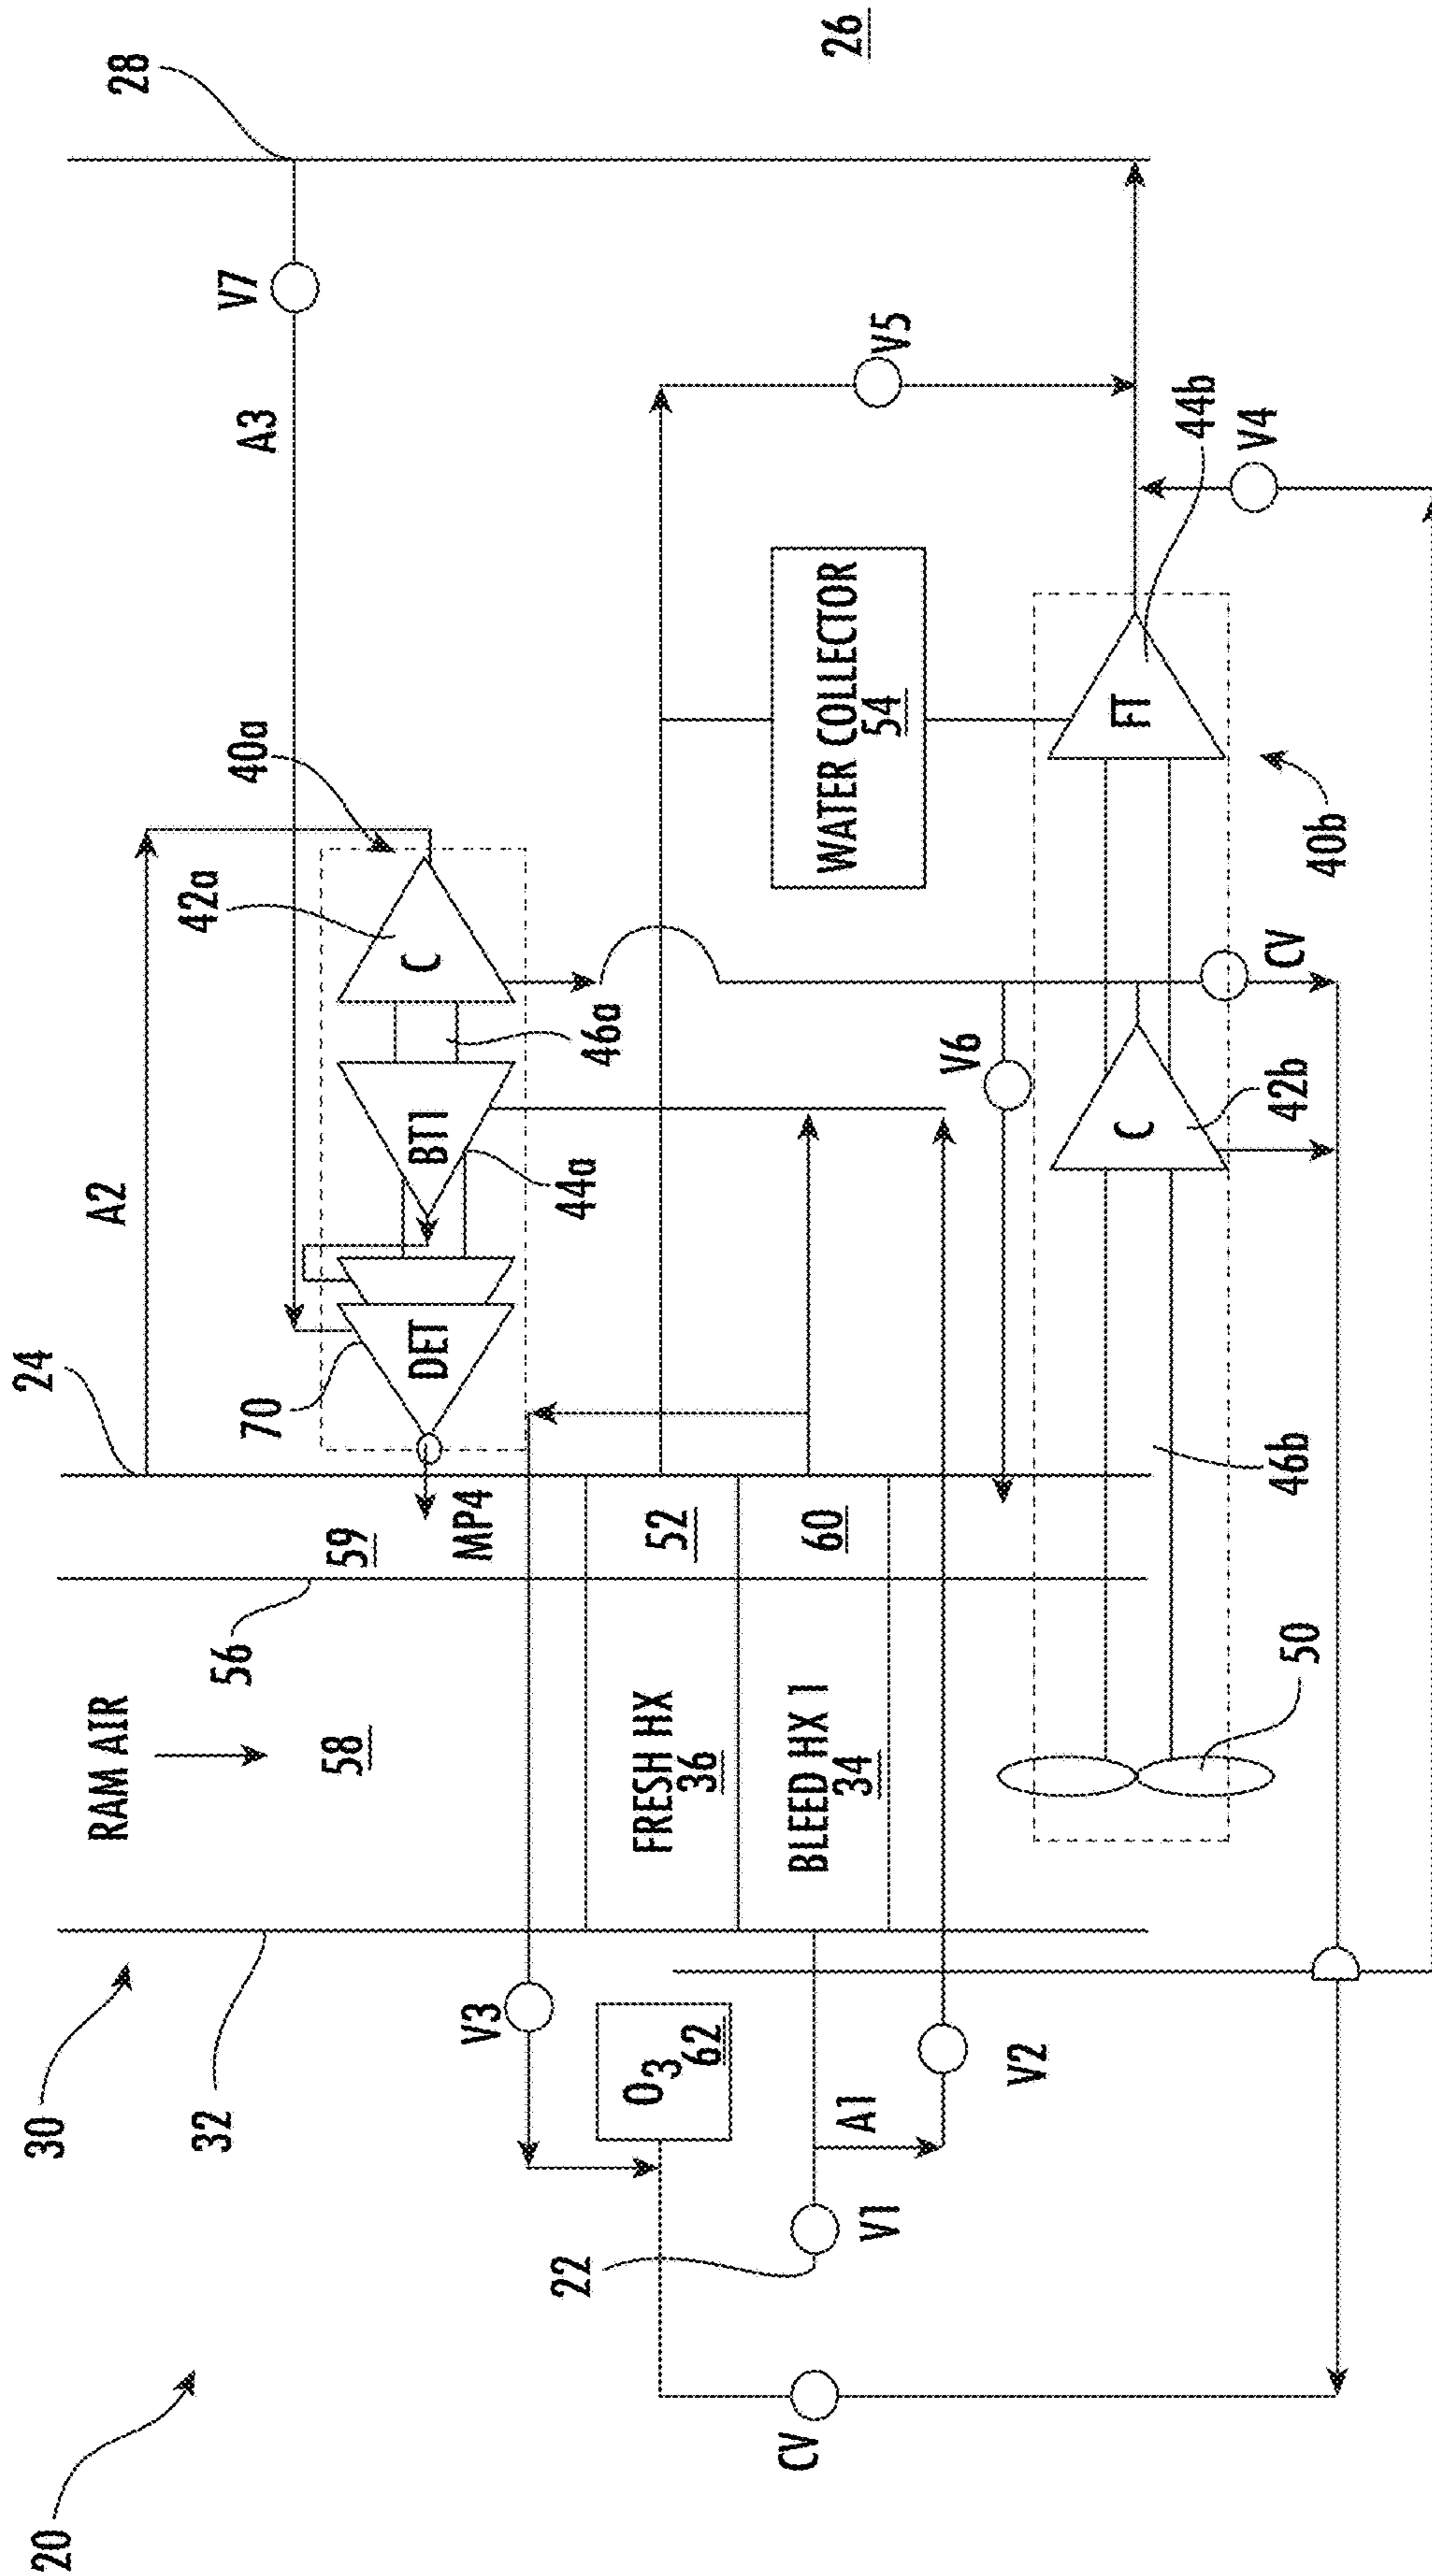 20
30
32
RAM AIR
58
56
59
24
A2
MP4
70
DET
BT1
44a
46a
C
42a
40a
A3
V7
28
26
CV
22
V1
A1
V2
V3
O3
62
FRESH HX
36
52
BLEED HX 1
34
60
V6
WATER COLLECTOR
54
V5
50
46b
C
42b
CV
40b
FT
44b
V4